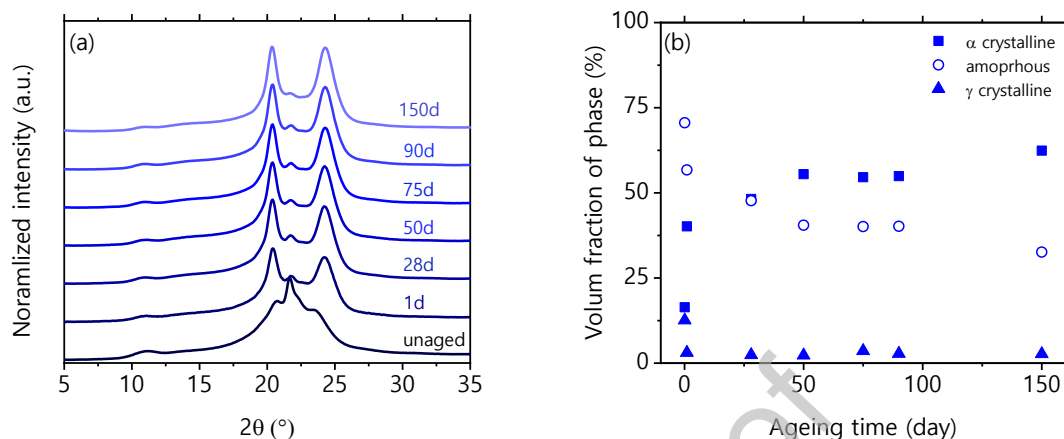 (a)
Noramlized intensity (a.u.)
150d
90d
75d
50d
28d
1d
unaged
5 10 15 20 25 30 35
2θ (°)
(b)
α crystalline
amoprhous
γ crystalline
Volum fraction of phase (%)
100
75
50
25
0
0 50 100 150
Ageing time (day)
of